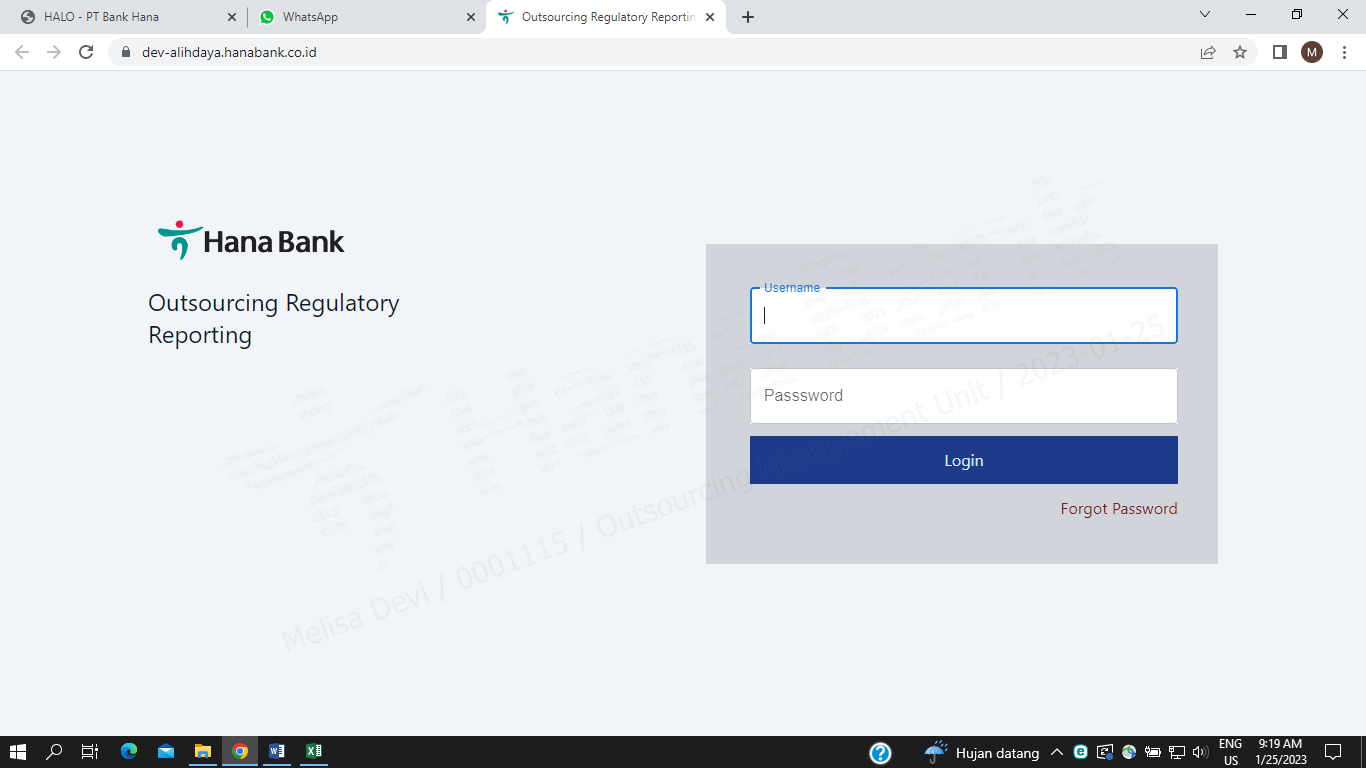 HALO - PT Bank Hana
WhatsApp
Outsourcing Regulatory Reportin
dev-alihdaya.hanabank.co.id
M
Hana Bank
Outsourcing Regulatory
Reporting
Username
Passsword
Login
Forgot Password
Melisa Devi / 0001115 / Outsourcing Management Unit / 2023-01-25
Hujan datang
ENG
US
9:19 AM
1/25/2023